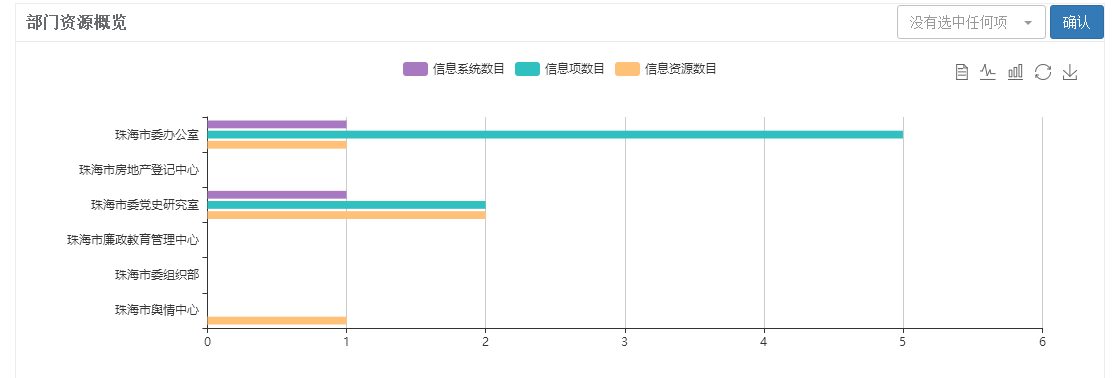 部门资源概览
没有选中任何项
确认
信息系统数目 信息项数目 信息资源数目
珠海市委办公室
珠海市房地产登记中心
珠海市委党史研究室
珠海市廉政教育管理中心
珠海市委组织部
珠海市舆情中心
0 1 2 3 4 5 6